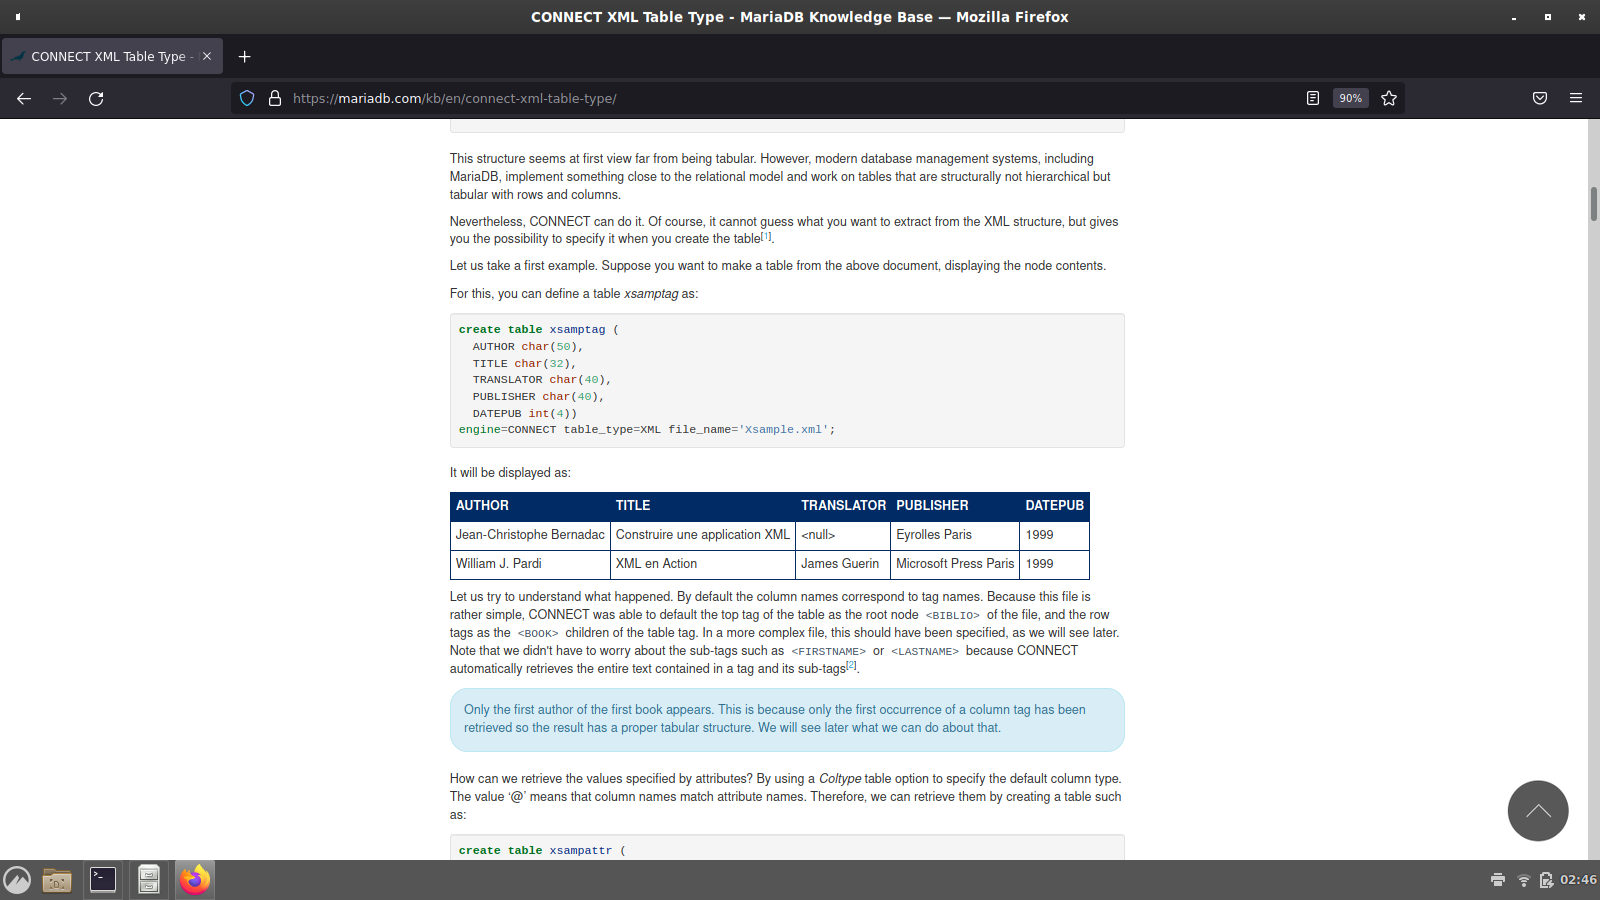 CONNECT XML Table Type - MariaDB Knowledge Base — Mozilla Firefox
CONNECT XML Table Type -
https://mariadb.com/kb/en/connect-xml-table-type/
90%
This structure seems at first view far from being tabular. However, modern database management systems, including
MariaDB, implement something close to the relational model and work on tables that are structurally not hierarchical but
tabular with rows and columns.
Nevertheless, CONNECT can do it. Of course, it cannot guess what you want to extract from the XML structure, but gives
you the possibility to specify it when you create the table[1].
Let us take a first example. Suppose you want to make a table from the above document, displaying the node contents.
For this, you can define a table xsamptag as:
create table xsamptag (
  AUTHOR char(50),
  TITLE char(32),
  TRANSLATOR char(40),
  PUBLISHER char(40),
  DATEPUB int(4))
engine=CONNECT table_type=XML file_name='Xsample.xml';
It will be displayed as:
AUTHOR TITLE TRANSLATOR PUBLISHER DATEPUB
Jean-Christophe Bernadac Construire une application XML <null> Eyrolles Paris 1999
William J. Pardi XML en Action James Guerin Microsoft Press Paris 1999
Let us try to understand what happened. By default the column names correspond to tag names. Because this file is
rather simple, CONNECT was able to default the top tag of the table as the root node <BIBLIO> of the file, and the row
tags as the <BOOK> children of the table tag. In a more complex file, this should have been specified, as we will see later.
Note that we didn't have to worry about the sub-tags such as <FIRSTNAME> or <LASTNAME> because CONNECT
automatically retrieves the entire text contained in a tag and its sub-tags[2].
Only the first author of the first book appears. This is because only the first occurrence of a column tag has been
retrieved so the result has a proper tabular structure. We will see later what we can do about that.
How can we retrieve the values specified by attributes? By using a Coltype table option to specify the default column type.
The value ‘@’ means that column names match attribute names. Therefore, we can retrieve them by creating a table such
as:
create table xsampattr (
02:46